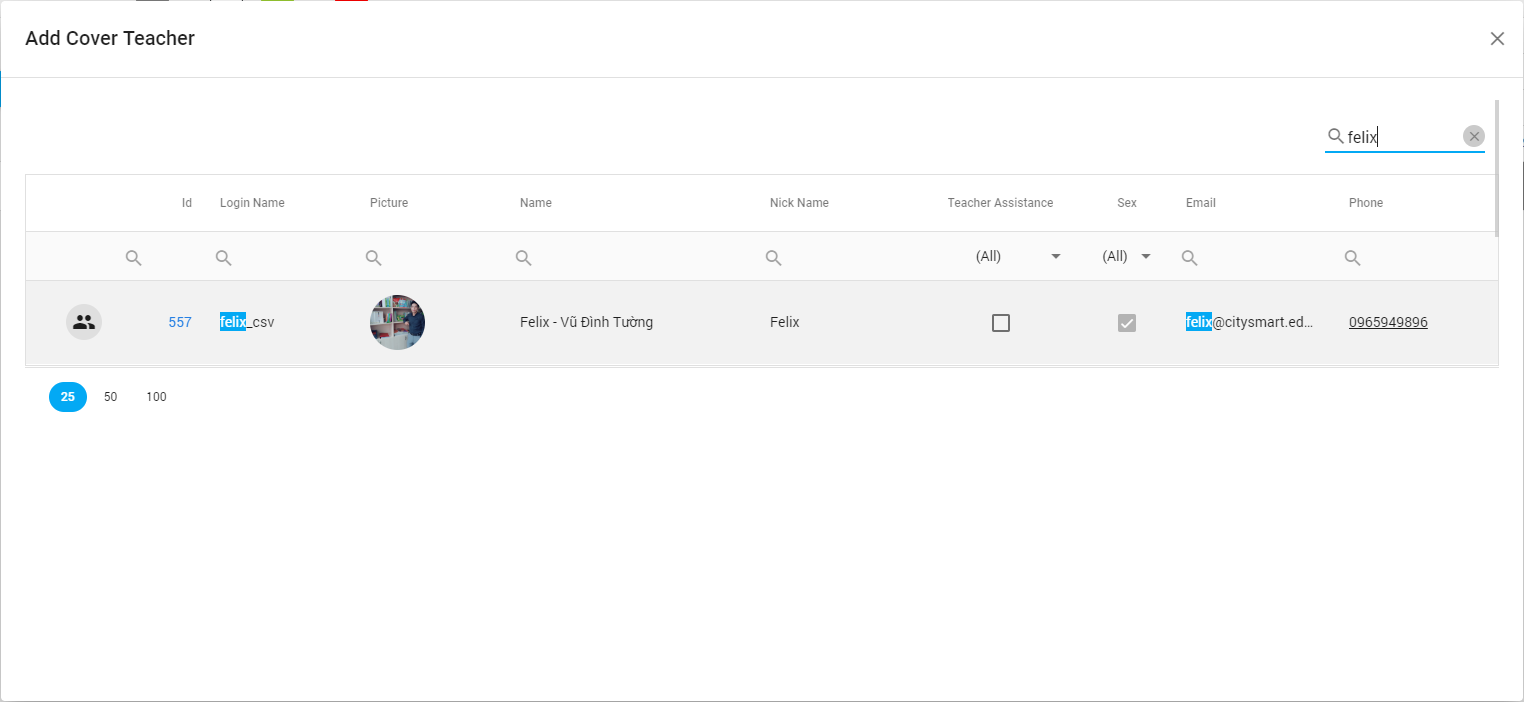 Add Cover Teacher
felix
Id Login Name Picture Name Nick Name Teacher Assistance Sex Email Phone
(All) (All)
557 felix_csv Felix - Vũ Đình Tường Felix felix@citysmart.ed... 0965949896
25 50 100